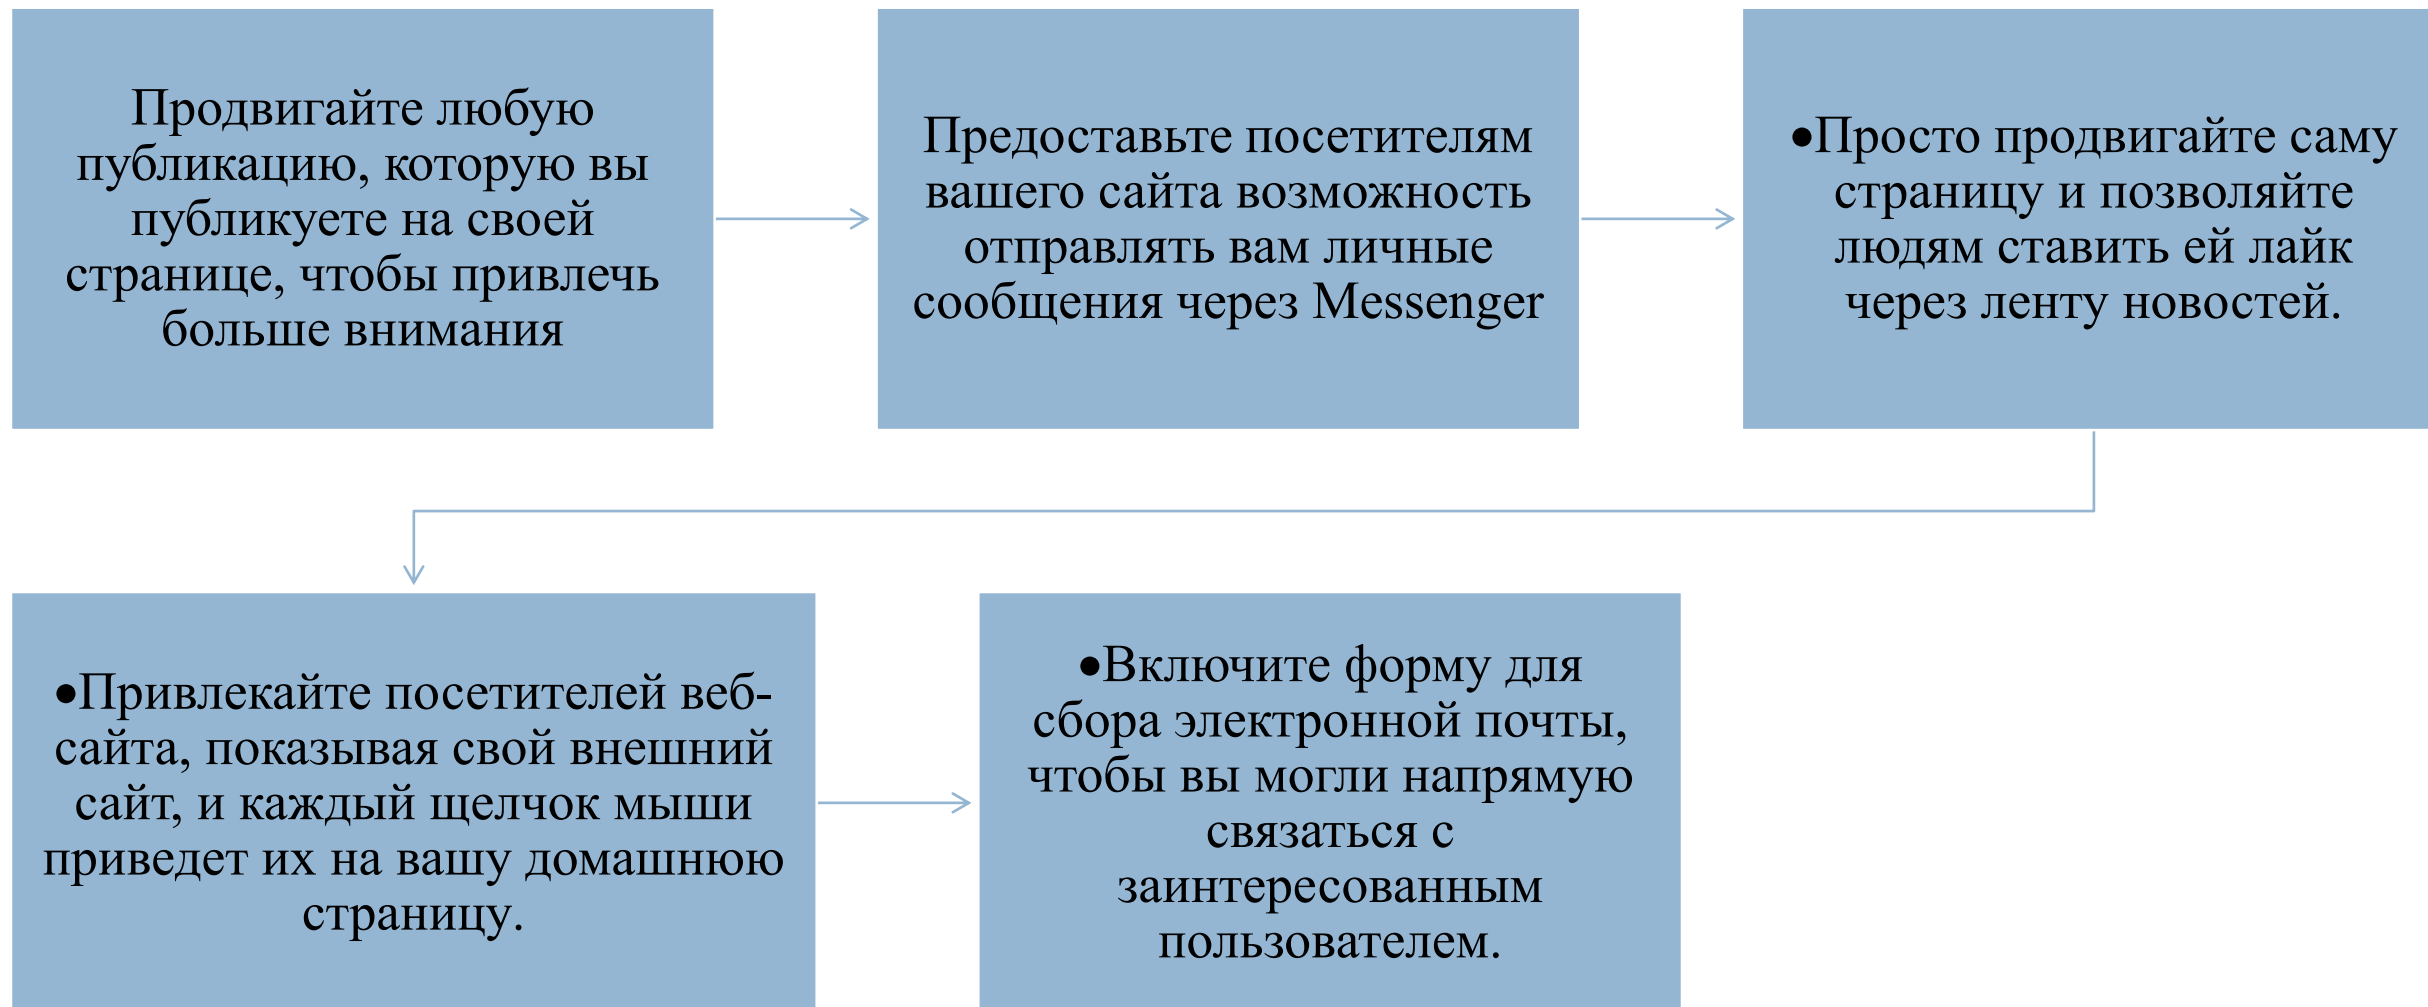 Продвигайте любую
публикацию, которую вы
публикуете на своей
странице, чтобы привлечь
больше внимания
Предоставьте посетителям
вашего сайта возможность
отправлять вам личные
сообщения через Messenger
•Просто продвигайте саму
страницу и позволяйте
людям ставить ей лайк
через ленту новостей.
•Привлекайте посетителей веб-
сайта, показывая свой внешний
сайт, и каждый щелчок мыши
приведет их на вашу домашнюю
страницу.
•Включите форму для
сбора электронной почты,
чтобы вы могли напрямую
связаться с
заинтересованным
пользователем.